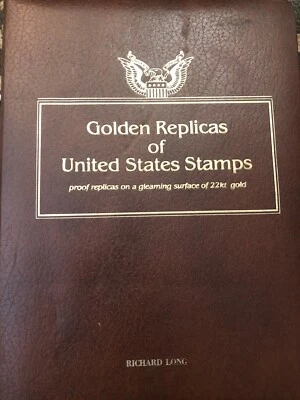 Golden Replicas
of
United States Stamps
proof replicas on a gleaming surface of 22kt gold
RICHARD LONG